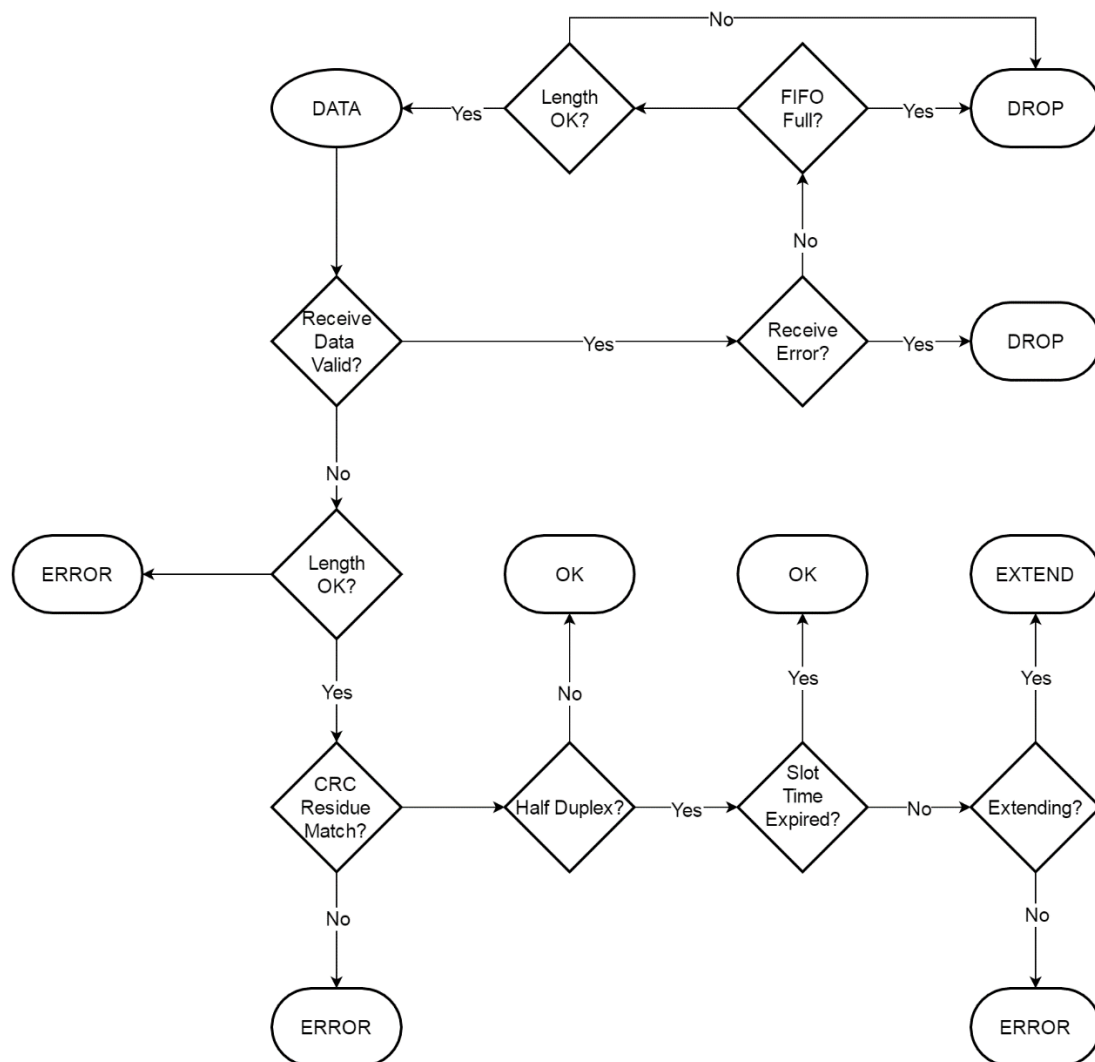 No
DATA
Yes
Length
OK?
FIFO
Full?
Yes
DROP
No
Receive
Data
Valid?
Yes
Receive
Error?
Yes
DROP
No
ERROR
Length
OK?
OK
OK
EXTEND
Yes
No
Yes
Yes
CRC
Residue
Match?
Half Duplex?
Yes
Slot
Time
Expired?
No
Extending?
No
No
ERROR
ERROR